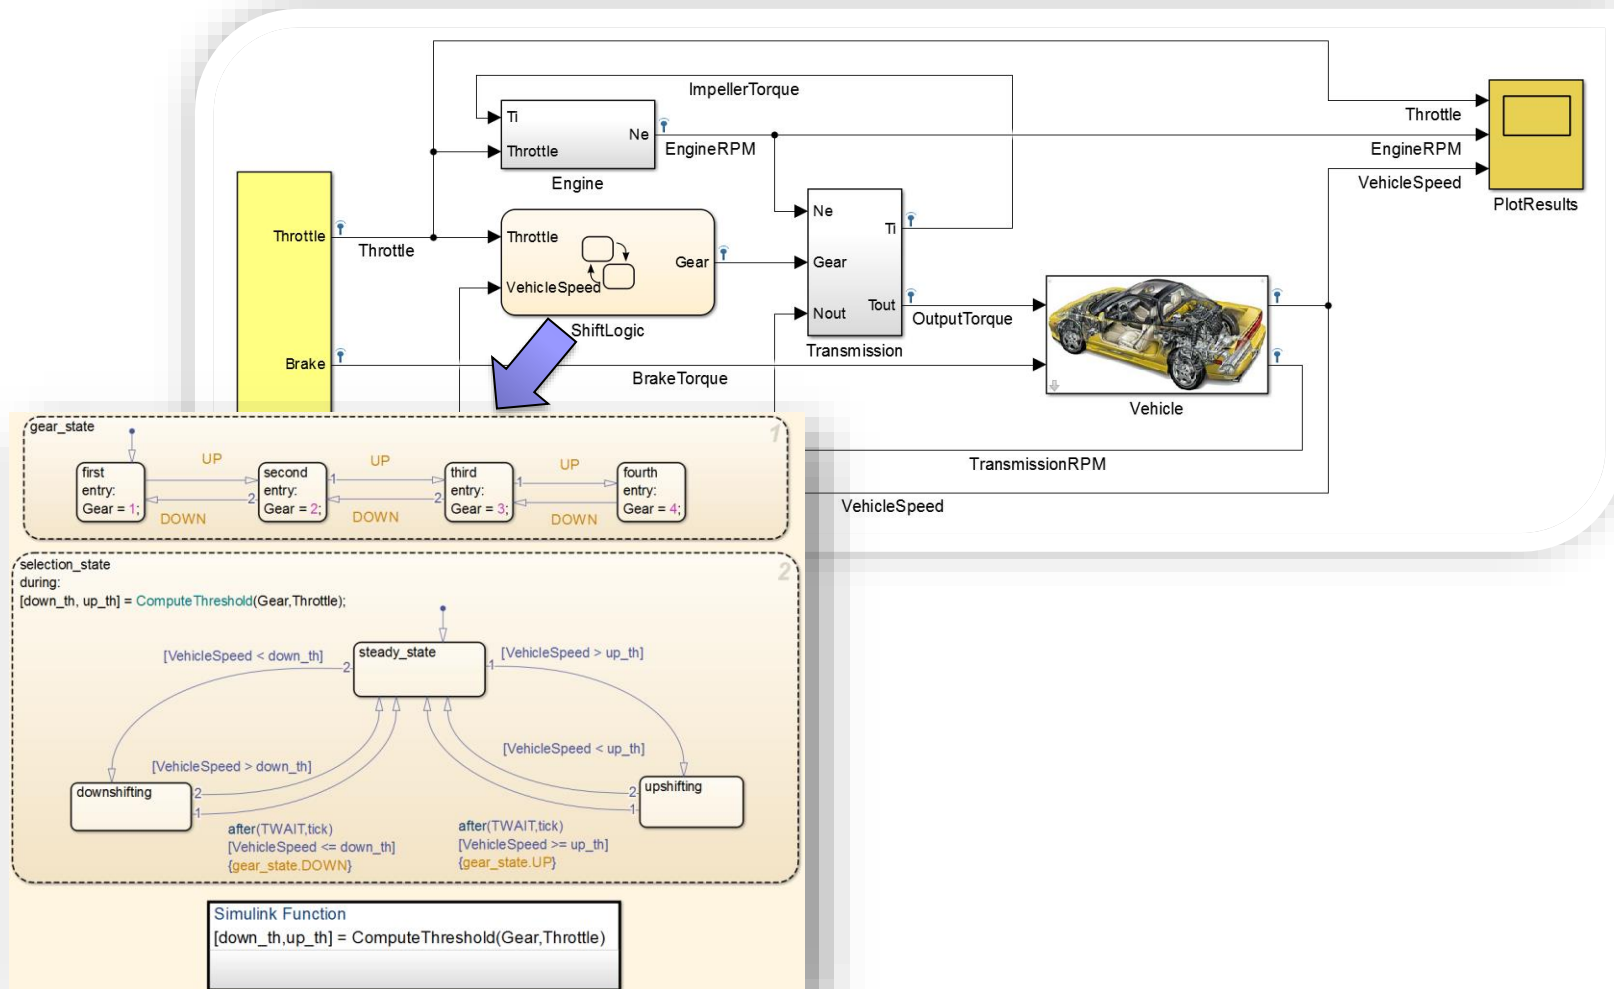 ImpellerTorque
Ti
Throttle
Ne
EngineRPM
Engine
Throttle
EngineRPM
VehicleSpeed
PlotResults
Throttle
Throttle
Throttle
VehicleSpeed
Gear
ShiftLogic
Ne
Gear
Nout
Ti
Tout
Transmission
OutputTorque
Brake
BrakeTorque
Vehicle
TransmissionRPM
VehicleSpeed
gear_state
1
first
entry:
Gear = 1;
UP
DOWN
second
entry:
Gear = 2;
1
2
UP
DOWN
third
entry:
Gear = 3;
1
2
UP
DOWN
fourth
entry:
Gear = 4;
selection_state
2
during:
[down_th, up_th] = ComputeThreshold(Gear,Throttle);
[VehicleSpeed < down_th]
2
steady_state
1
[VehicleSpeed > up_th]
[VehicleSpeed > down_th]
[VehicleSpeed < up_th]
downshifting
2
1
2
1
upshifting
after(TWAIT,tick)
[VehicleSpeed <= down_th]
{gear_state.DOWN}
after(TWAIT,tick)
[VehicleSpeed >= up_th]
{gear_state.UP}
Simulink Function
[down_th,up_th] = ComputeThreshold(Gear,Throttle)